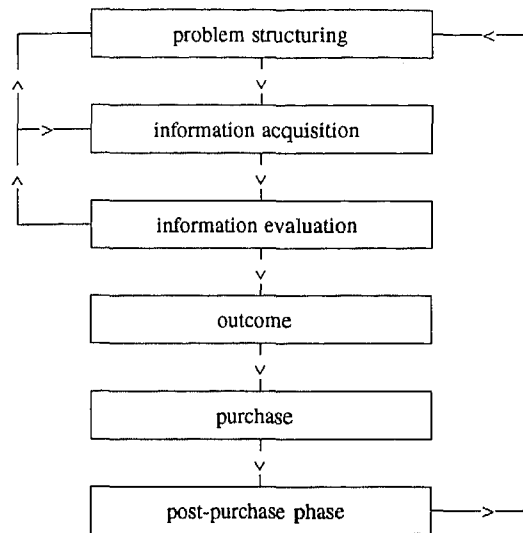 problem structuring
information acquisition
information evaluation
outcome
purchase
post-purchase phase